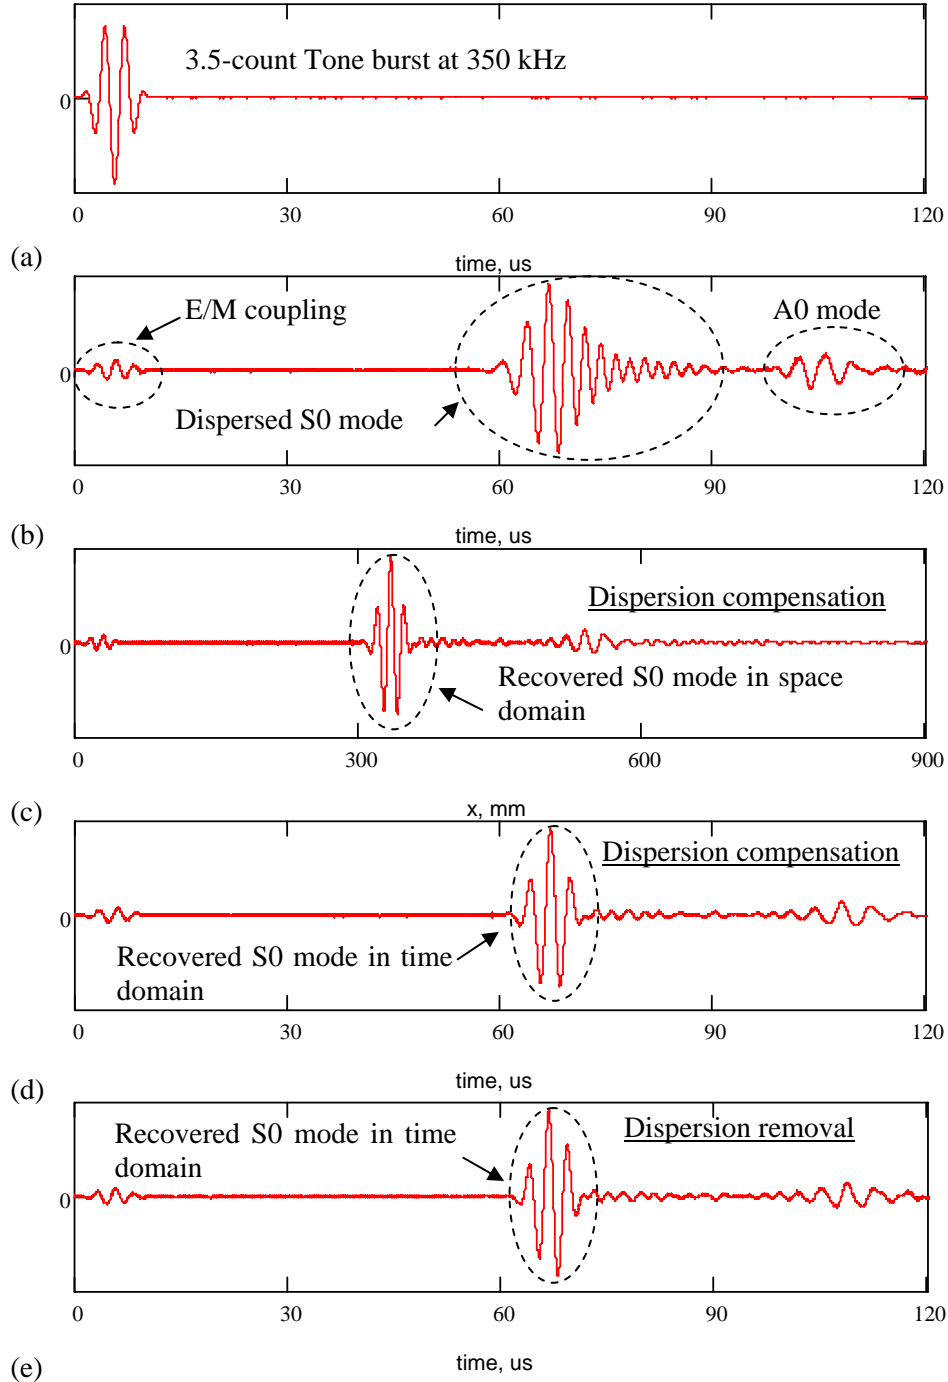 3.5-count Tone burst at 350 kHz
0
0 30 60 90 120
(a)
time, us
E/M coupling
A0 mode
0
Dispersed S0 mode
0 30 60 90 120
(b)
time, us
Dispersion compensation
0
Recovered S0 mode in space
domain
0 300 600 900
(c)
x, mm
Dispersion compensation
0
Recovered S0 mode in time
domain
0 30 60 90 120
(d)
time, us
Recovered S0 mode in time
domain
Dispersion removal
0
0 30 60 90 120
(e)
time, us